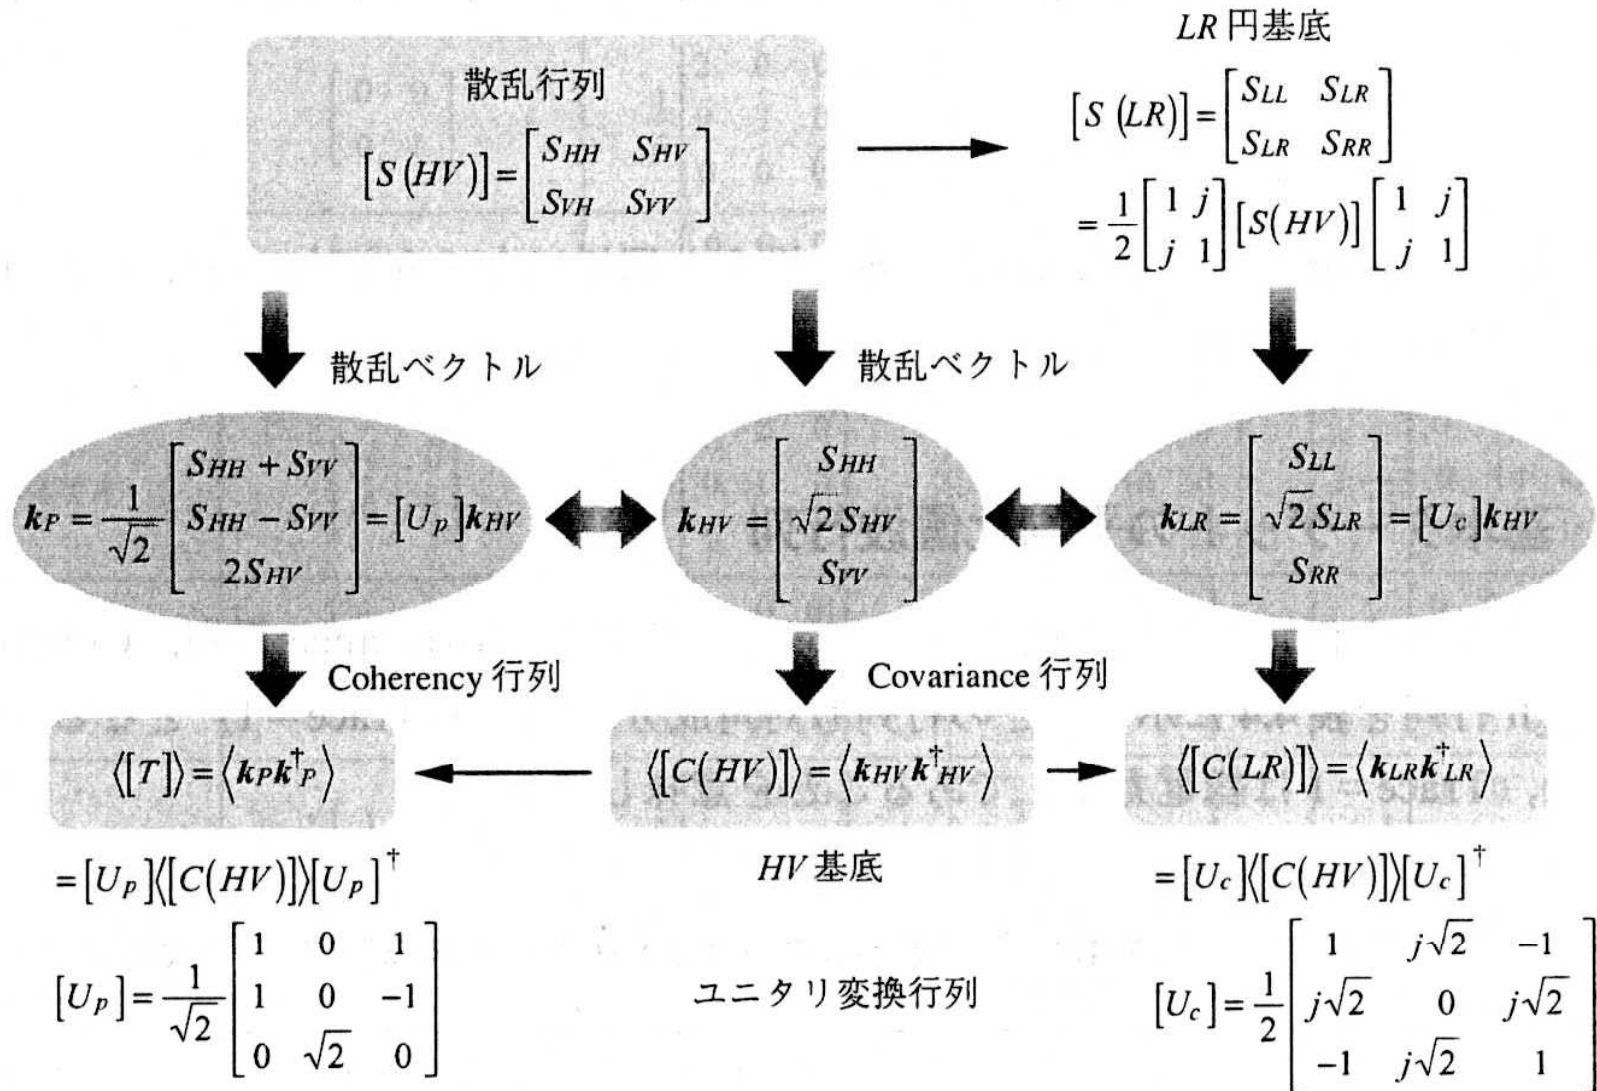 LR 円基底
散乱行列
[S (HV)] = [S_HH S_HV; S_VH S_VV]
[S (LR)] = [S_LL S_LR; S_LR S_RR]
= 1/2 [1 j; j 1] [S(HV)] [1 j; j 1]
散乱ベクトル
散乱ベクトル
k_P = 1/√2 [S_HH + S_VV; S_HH − S_VV; 2S_HV] = [U_p] k_HV
k_HV = [S_HH; √2 S_HV; S_VV]
k_LR = [S_LL; √2 S_LR; S_RR] = [U_c] k_HV
Coherency 行列
Covariance 行列
⟨[T]⟩ = ⟨k_P k†_P⟩
⟨[C(HV)]⟩ = ⟨k_HV k†_HV⟩
⟨[C(LR)]⟩ = ⟨k_LR k†_LR⟩
= [U_p]⟨[C(HV)]⟩[U_p]†
HV 基底
= [U_c]⟨[C(HV)]⟩[U_c]†
[U_p] = 1/√2 [1 0 1; 1 0 −1; 0 √2 0]
ユニタリ変換行列
[U_c] = 1/2 [1 j√2 −1; j√2 0 j√2; −1 j√2 1]